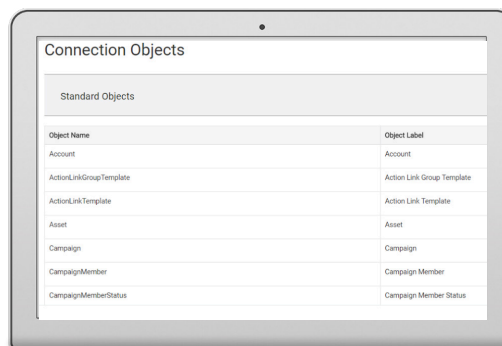 Connection Objects
Standard Objects
Object Name Object Label
Account Account
ActionLinkGroupTemplate Action Link Group Template
ActionLinkTemplate Action Link Template
Asset Asset
Campaign Campaign
CampaignMember Campaign Member
CampaignMemberStatus Campaign Member Status